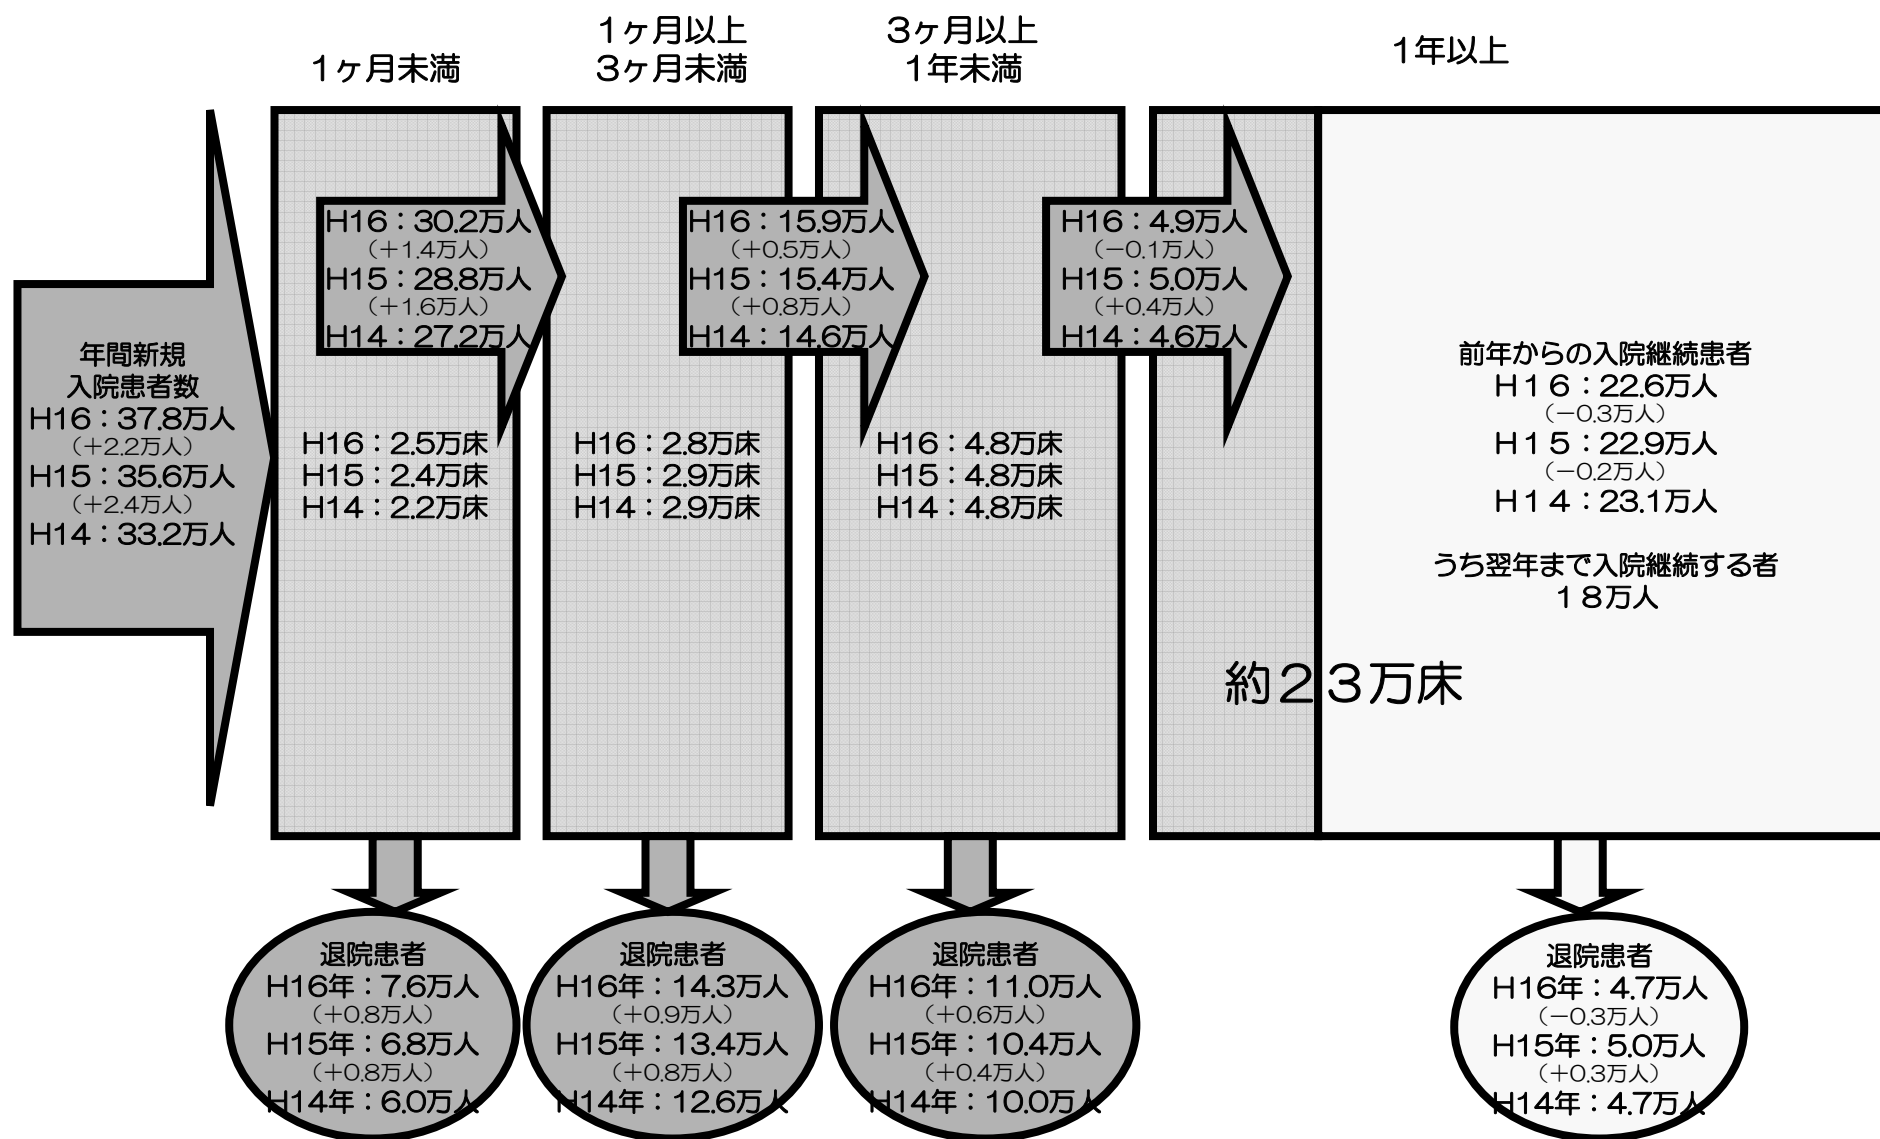 1ヶ月未満
1ヶ月以上
3ヶ月未満
3ヶ月以上
1年未満
1年以上
年間新規
入院患者数
H16：37.8万人
（＋2.2万人）
H15：35.6万人
（＋2.4万人）
H14：33.2万人
H16：30.2万人
（＋1.4万人）
H15：28.8万人
（＋1.6万人）
H14：27.2万人
H16：2.5万床
H15：2.4万床
H14：2.2万床
H16：15.9万人
（＋0.5万人）
H15：15.4万人
（＋0.8万人）
H14：14.6万人
H16：2.8万床
H15：2.9万床
H14：2.9万床
H16：4.9万人
（－0.1万人）
H15：5.0万人
（＋0.4万人）
H14：4.6万人
H16：4.8万床
H15：4.8万床
H14：4.8万床
前年からの入院継続患者
H１６：22.6万人
（－0.3万人）
H１５：22.9万人
（－0.2万人）
H１４：23.1万人
うち翌年まで入院継続する者
１８万人
約２３万床
退院患者
H16年：7.6万人
（＋0.8万人）
H15年：6.8万人
（＋0.8万人）
H14年：6.0万人
退院患者
H16年：14.3万人
（＋0.9万人）
H15年：13.4万人
（＋0.8万人）
H14年：12.6万人
退院患者
H16年：11.0万人
（＋0.6万人）
H15年：10.4万人
（＋0.4万人）
H14年：10.0万人
退院患者
H16年：4.7万人
（－0.3万人）
H15年：5.0万人
（＋0.3万人）
H14年：4.7万人